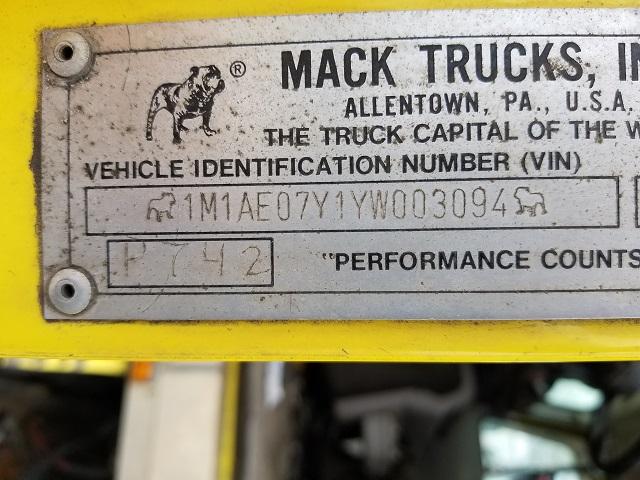 ®
MACK TRUCKS, IN
ALLENTOWN, PA., U.S.A.
THE TRUCK CAPITAL OF THE W
VEHICLE IDENTIFICATION NUMBER (VIN)
1M1AE07Y1YW003094
P742 "PERFORMANCE COUNTS